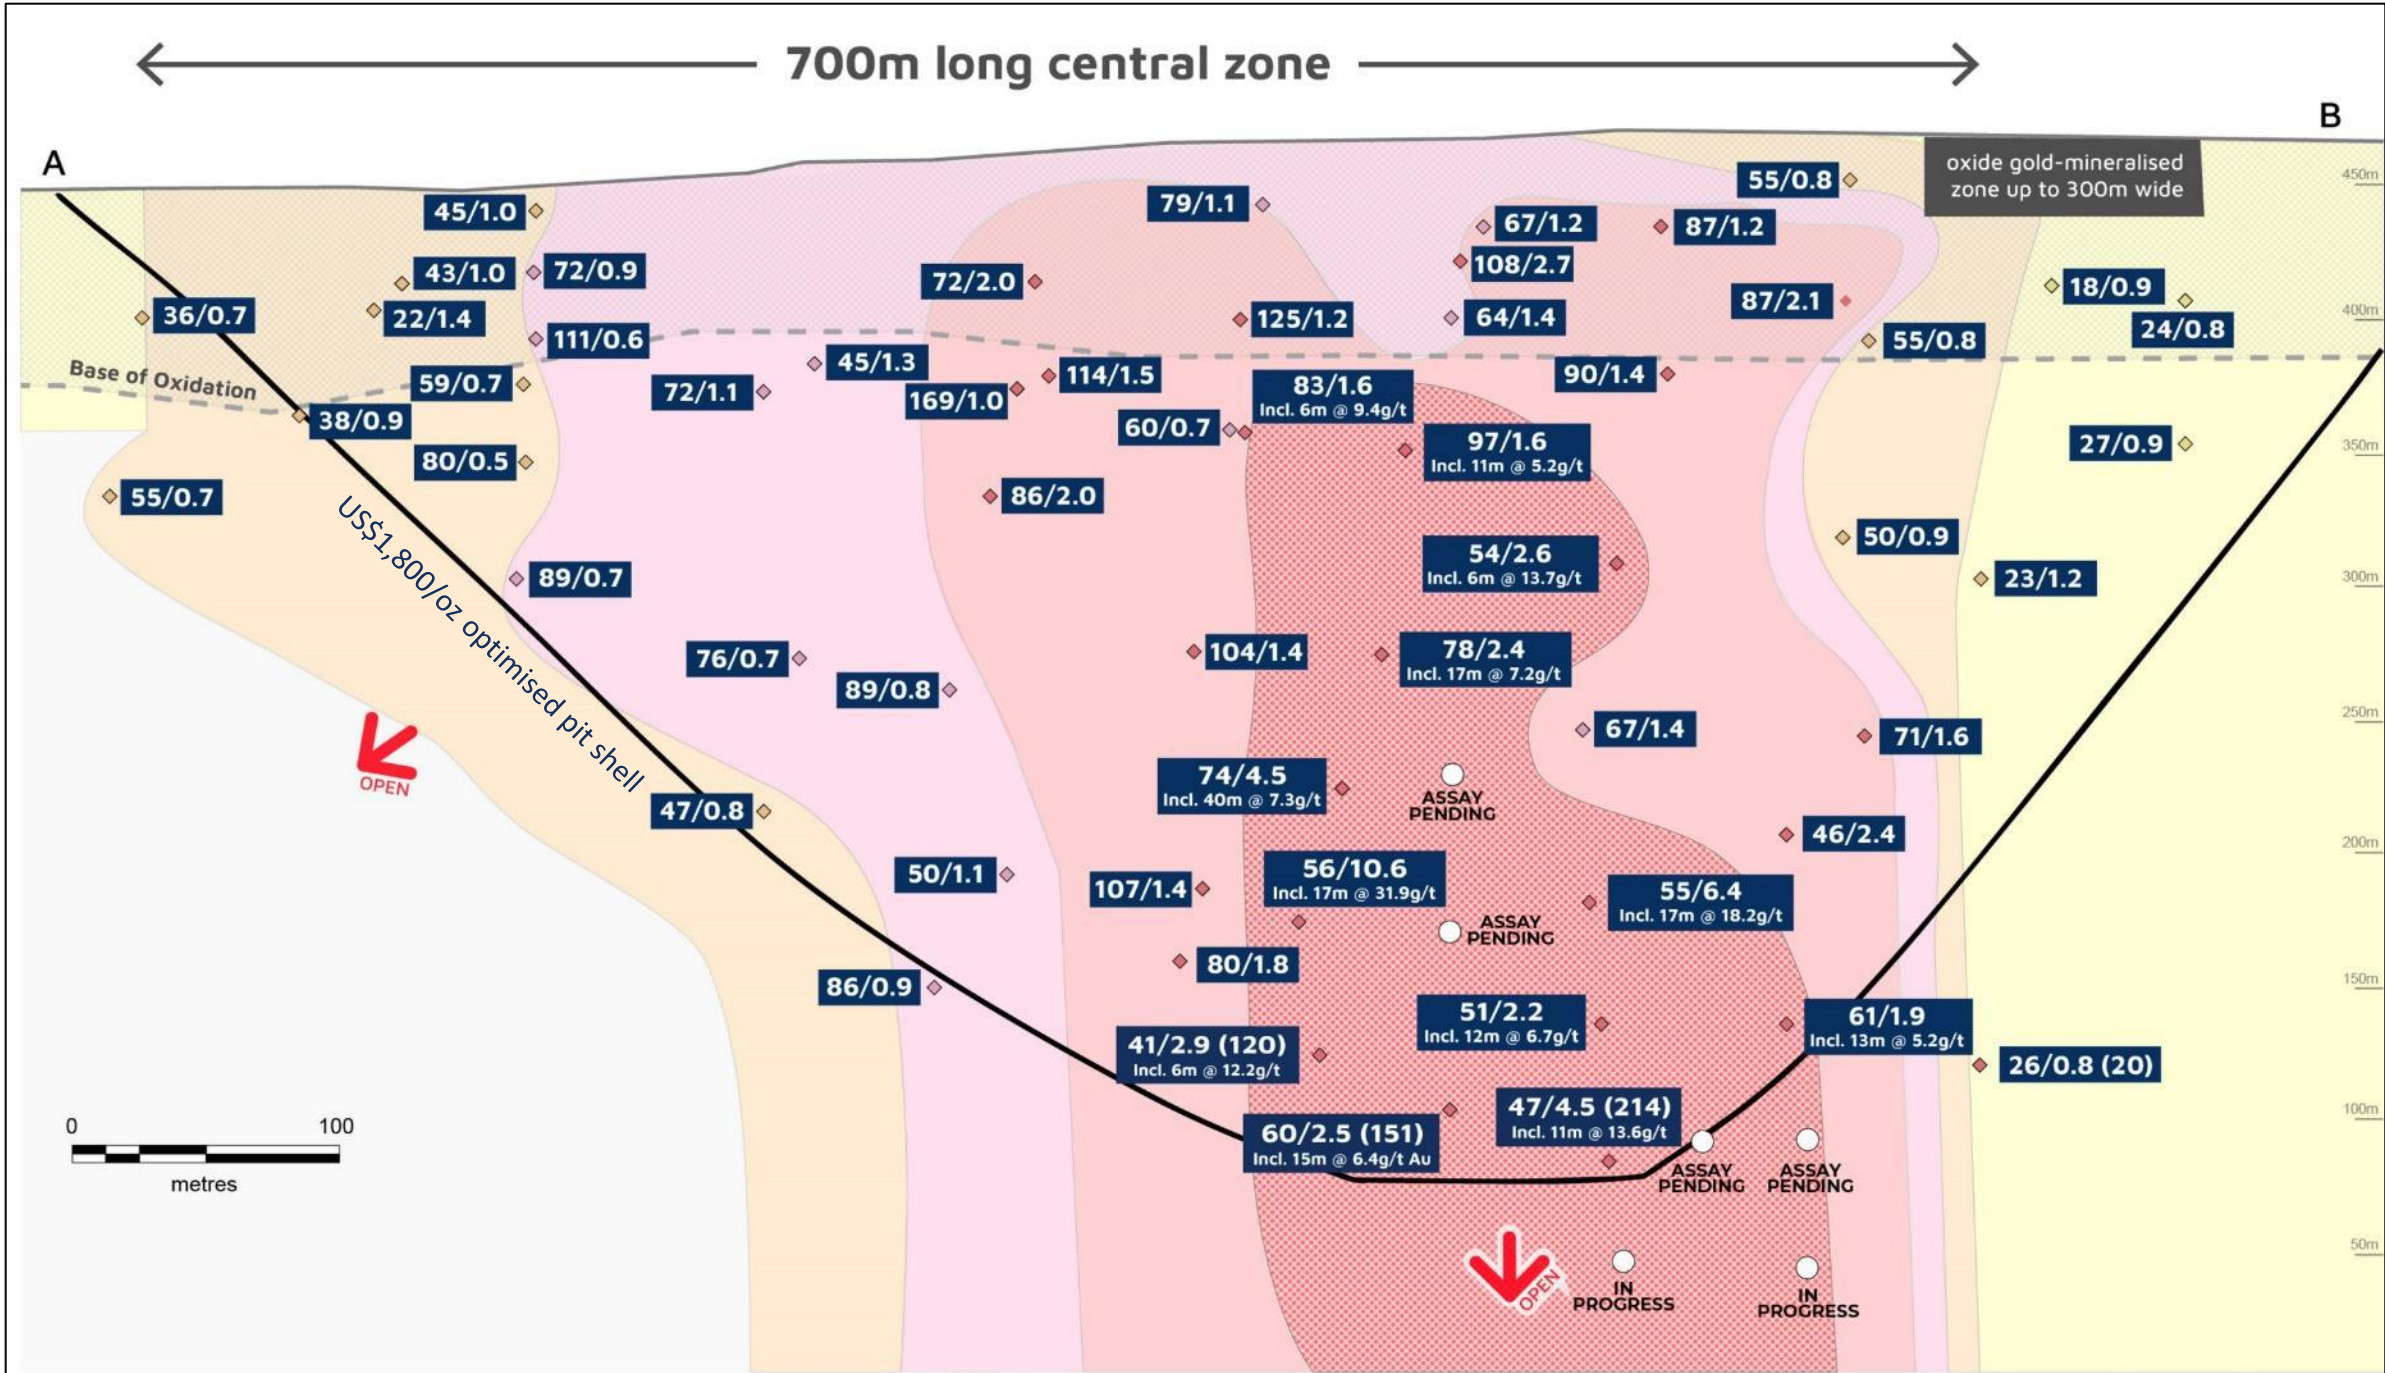 700m long central zone
A
B
oxide gold-mineralised
zone up to 300m wide
450m
55/0.8
79/1.1
45/1.0
67/1.2
87/1.2
108/2.7
43/1.0
72/0.9
72/2.0
18/0.9
87/2.1
400m
36/0.7
22/1.4
125/1.2
64/1.4
24/0.8
111/0.6
55/0.8
Base of Oxidation
45/1.3
59/0.7
72/1.1
169/1.0
114/1.5
83/1.6
Incl. 6m @ 9.4g/t
90/1.4
38/0.9
60/0.7
97/1.6
Incl. 11m @ 5.2g/t
27/0.9
350m
80/0.5
55/0.7
86/2.0
US$1,800/oz optimised pit shell
50/0.9
54/2.6
Incl. 6m @ 13.7g/t
89/0.7
23/1.2
300m
76/0.7
104/1.4
78/2.4
Incl. 17m @ 7.2g/t
89/0.8
250m
67/1.4
71/1.6
OPEN
74/4.5
Incl. 40m @ 7.3g/t
ASSAY
PENDING
47/0.8
46/2.4
200m
50/1.1
107/1.4
56/10.6
Incl. 17m @ 31.9g/t
55/6.4
Incl. 17m @ 18.2g/t
ASSAY
PENDING
80/1.8
86/0.9
150m
51/2.2
Incl. 12m @ 6.7g/t
61/1.9
Incl. 13m @ 5.2g/t
41/2.9 (120)
Incl. 6m @ 12.2g/t
26/0.8 (20)
100m
47/4.5 (214)
Incl. 11m @ 13.6g/t
60/2.5 (151)
Incl. 15m @ 6.4g/t Au
ASSAY
PENDING
ASSAY
PENDING
0 100
metres
50m
OPEN
IN
PROGRESS
IN
PROGRESS